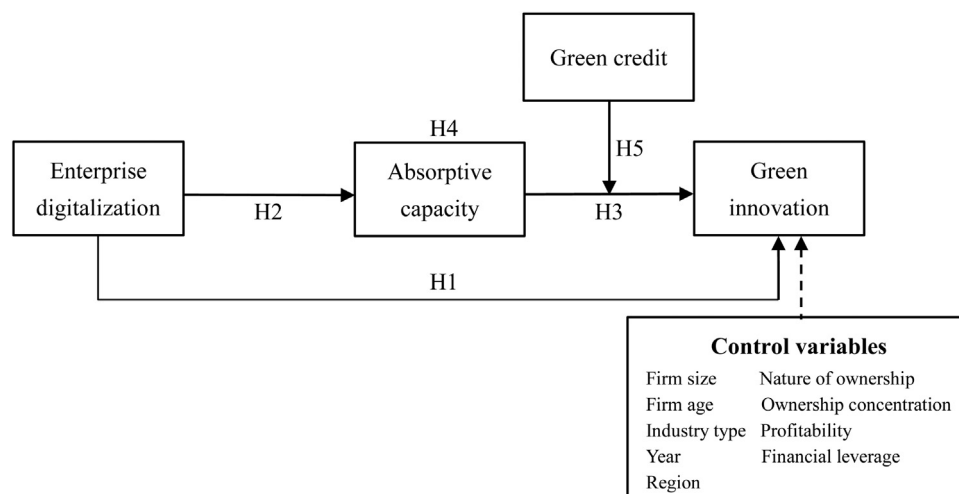 Green credit
H4
H5
Enterprise
digitalization
H2
Absorptive
capacity
H3
Green
innovation
H1
Control variables
Firm size Nature of ownership
Firm age Ownership concentration
Industry type Profitability
Year Financial leverage
Region